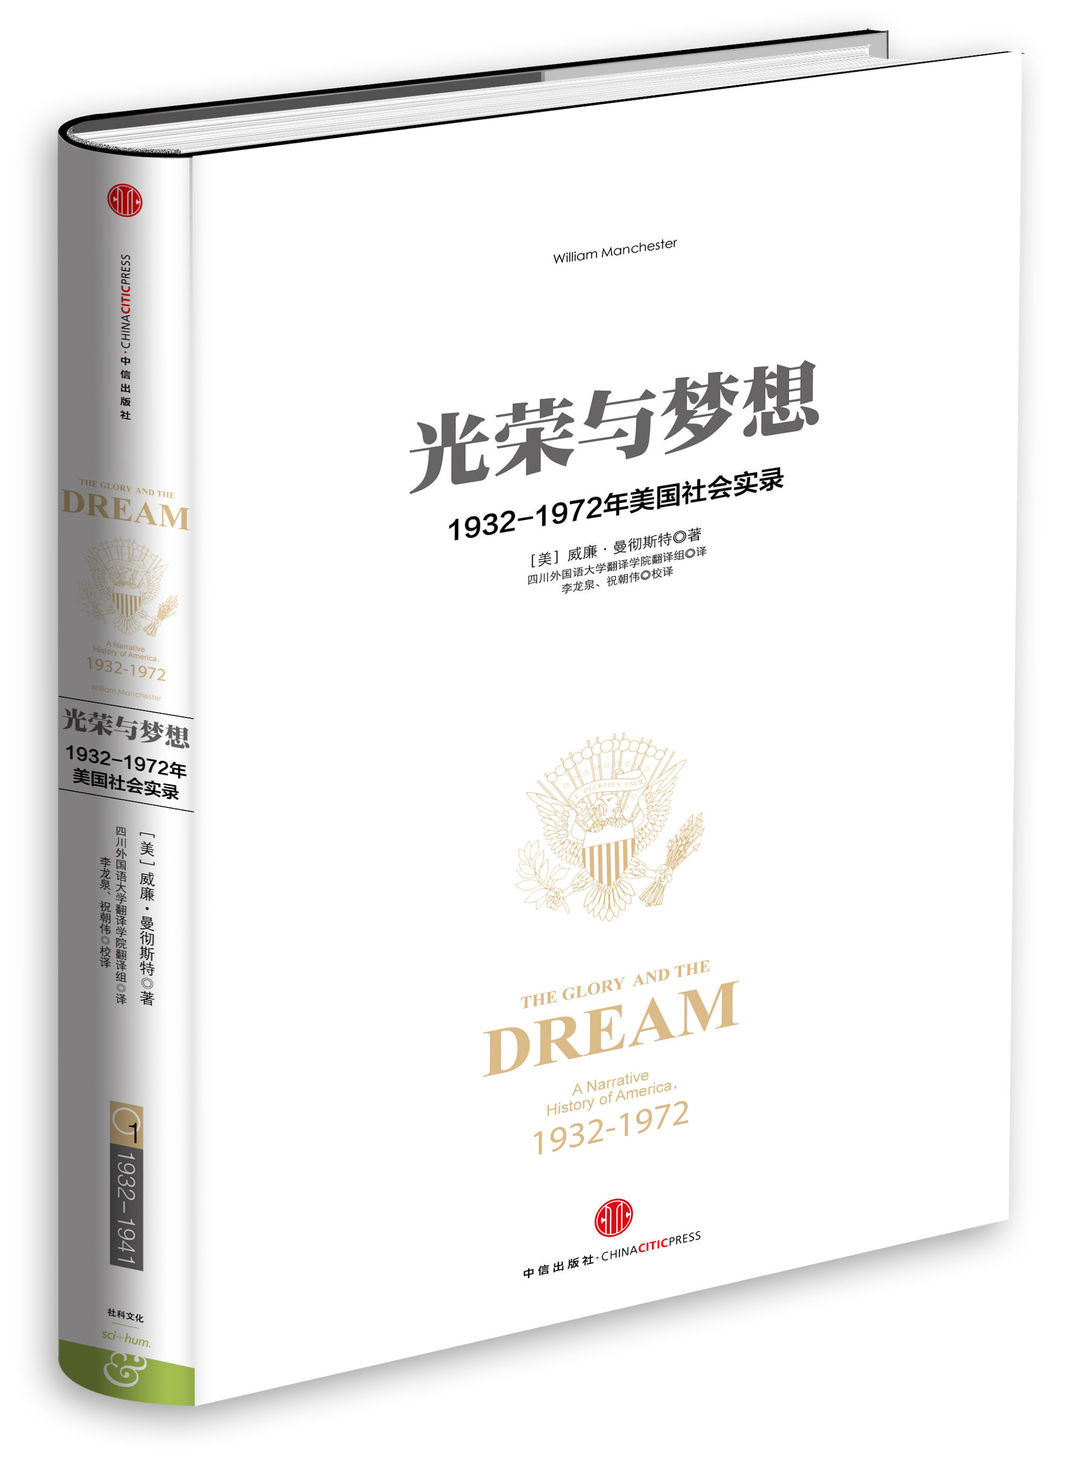 William Manchester
光荣与梦想
1932-1972年美国社会实录
[美] 威廉·曼彻斯特◎著
四川外国语大学翻译学院翻译组◎译
李龙泉、祝朝伟◎校译
E PLURIBUS UNUM
THE GLORY AND THE
DREAM
A Narrative
History of America,
1932-1972
中信出版社·CHINACITICPRESS
中信出版社·CHINACITICPRESS
THE GLORY AND THE
DREAM
A Narrative
History of America,
1932-1972
William Manchester
光荣与梦想
1932-1972年
美国社会实录
[美] 威廉·曼彻斯特◎著
四川外国语大学翻译学院翻译组◎译
李龙泉、祝朝伟◎校译
1
1932-1941
社科文化
sci+hum.
&